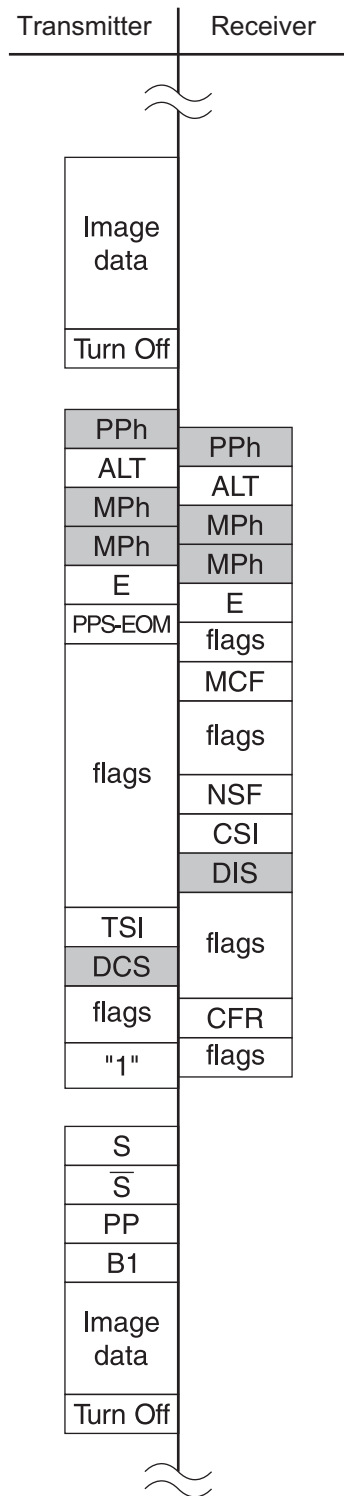 Transmitter
Receiver
Image
data
Turn Off
PPh
ALT
MPh
MPh
E
PPS-EOM
flags
TSI
DCS
flags
"1"
PPh
ALT
MPh
MPh
E
flags
MCF
flags
NSF
CSI
DIS
flags
CFR
flags
S
S̅
PP
B1
Image
data
Turn Off